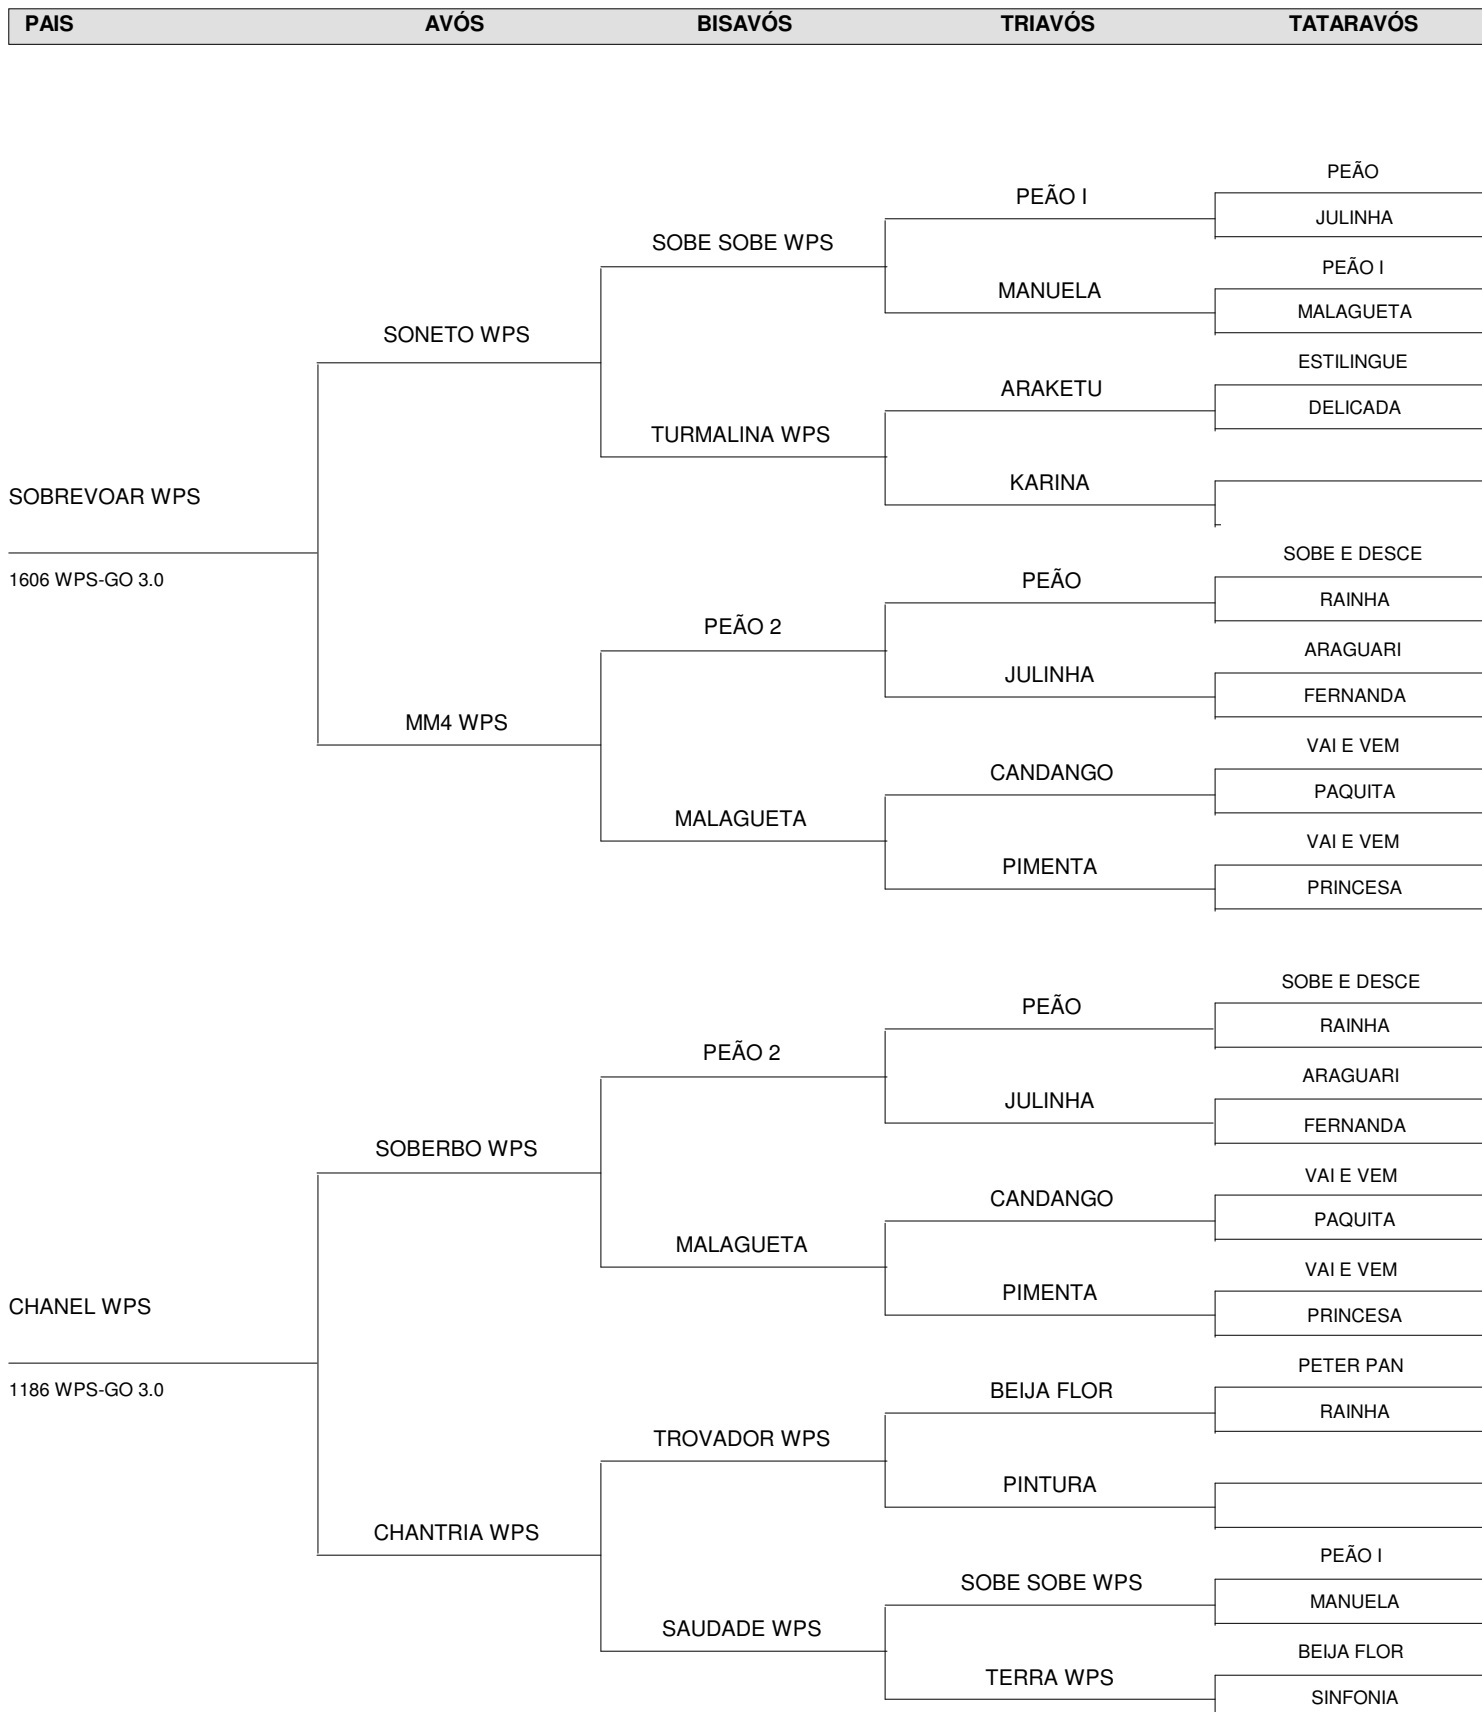 PAIS AVÓS BISAVÓS TRIAVÓS TATARAVÓS
PEÃO
PEÃO I
JULINHA
SOBE SOBE WPS
PEÃO I
MANUELA
MALAGUETA
SONETO WPS
ESTILINGUE
ARAKETU
DELICADA
TURMALINA WPS
KARINA
SOBREVOAR WPS
SOBE E DESCE
1606 WPS-GO 3.0
PEÃO
RAINHA
PEÃO 2
ARAGUARI
JULINHA
FERNANDA
MM4 WPS
VAI E VEM
CANDANGO
PAQUITA
MALAGUETA
VAI E VEM
PIMENTA
PRINCESA
SOBE E DESCE
PEÃO
RAINHA
PEÃO 2
ARAGUARI
JULINHA
FERNANDA
SOBERBO WPS
VAI E VEM
CANDANGO
PAQUITA
MALAGUETA
VAI E VEM
PIMENTA
CHANEL WPS
PRINCESA
PETER PAN
1186 WPS-GO 3.0
BEIJA FLOR
RAINHA
TROVADOR WPS
PINTURA
CHANTRIA WPS
PEÃO I
SOBE SOBE WPS
MANUELA
SAUDADE WPS
BEIJA FLOR
TERRA WPS
SINFONIA